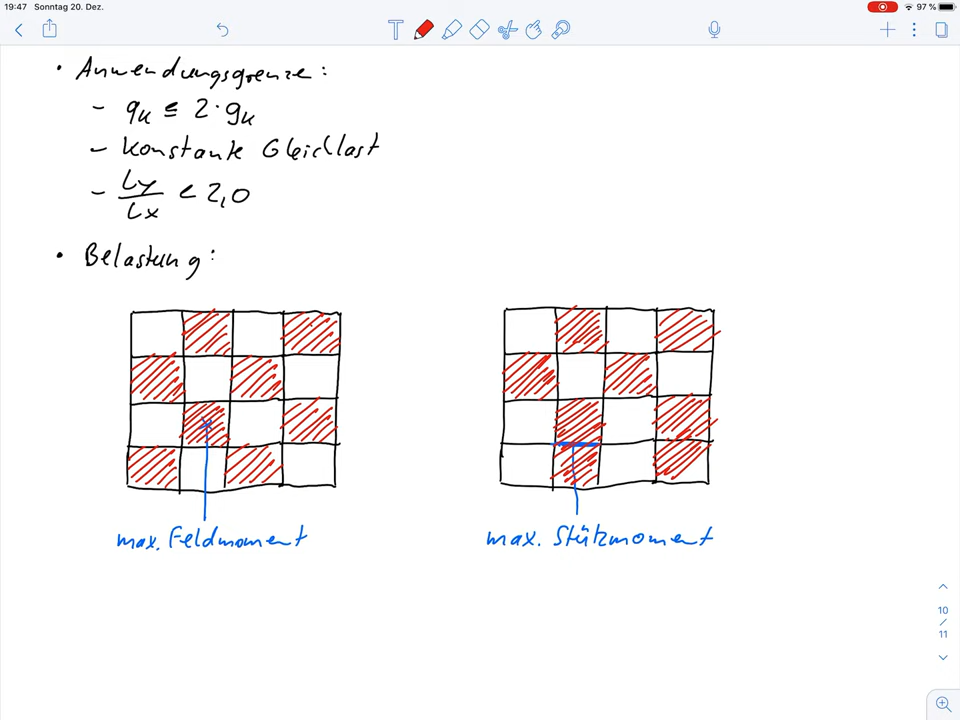 19:47 Sonntag 20. Dez.
97 %
T
• Anwendungsgrenze:
- qk ≤ 2 · gk
- Konstante Gleichlast
- Ly/Lx < 2,0
• Belastung:
max. Feldmoment
max. Stützmoment
10
/
11